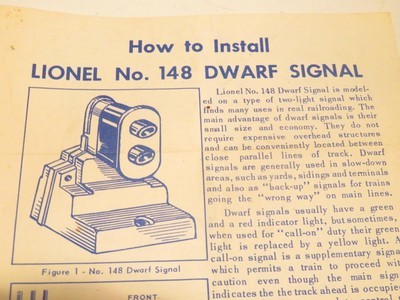 How to Install
LIONEL No. 148 DWARF SIGNAL
Lionel No. 148 Dwarf Signal is model-
ed on a type of two-light signal which
finds many uses in real railroading. The
main advantage of dwarf signals is their
small size and economy. They do not
require expensive overhead structures
and can be conveniently located between
close parallel lines of track. Dwarf
signals are generally used in slow-down
areas, such as yards, sidings and terminals
and also as "back-up" signals for trains
going the "wrong way" on main lines.
Dwarf signals usually have a green
and a red indicator light, but sometimes,
when used for "call-on" duty their green
light is replaced by a yellow light. A
call-on signal is a supplementary signal
which permits a train to proceed with
caution even though the main signal
indicates the track ahead is occupied
Figure 1 - No. 148 Dwarf Signal
FRONT